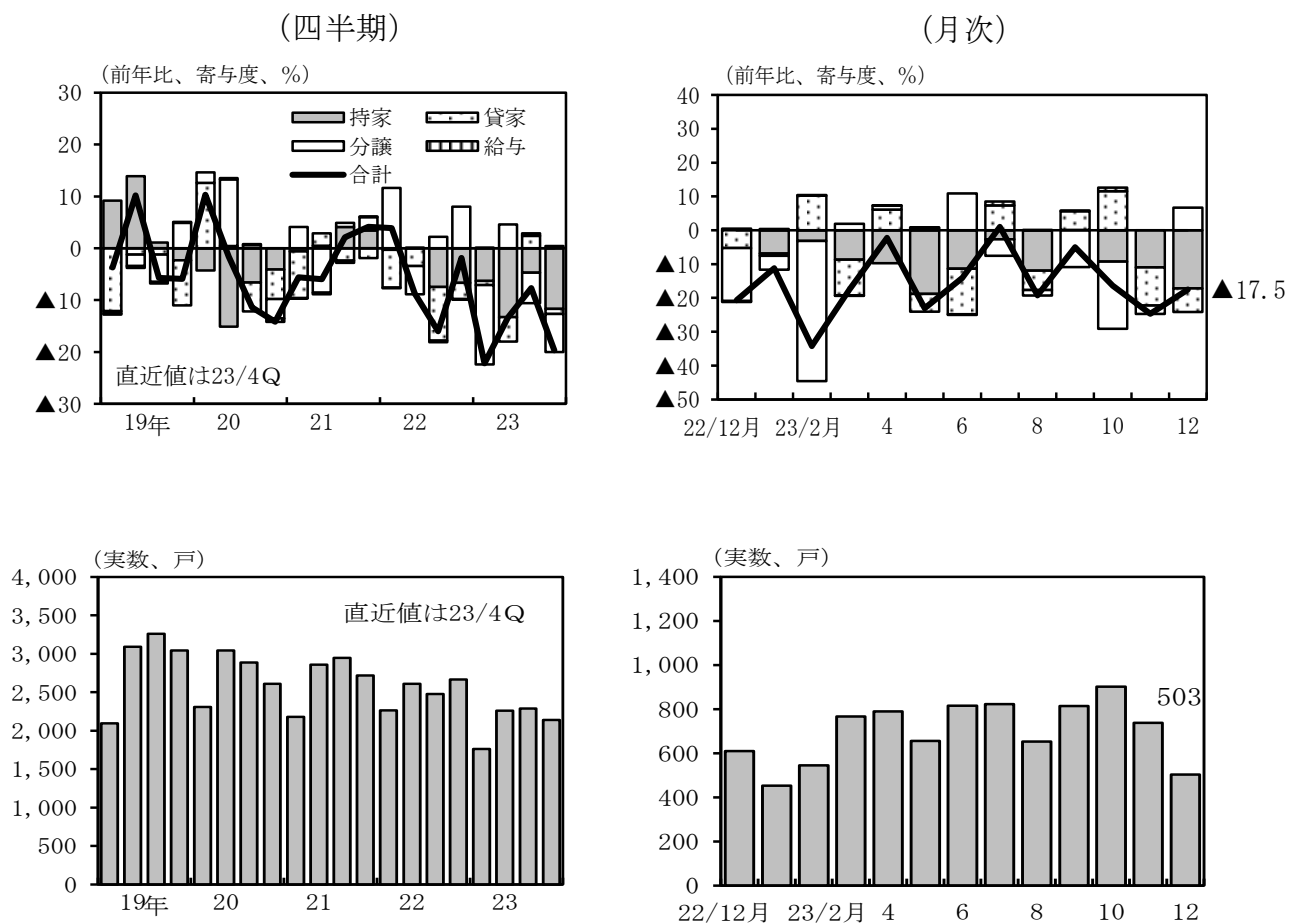 (四半期)
(前年比、寄与度、%)
30
20
10
0
▲10
▲20
▲30
持家
貸家
分譲
給与
合計
直近値は23/4Q
19年 20 21 22 23
(月次)
(前年比、寄与度、%)
40
30
20
10
0
▲10
▲20
▲30
▲40
▲50
▲17.5
22/12月 23/2月 4 6 8 10 12
(実数、戸)
4,000
3,500
3,000
2,500
2,000
1,500
1,000
500
0
直近値は23/4Q
19年 20 21 22 23
(実数、戸)
1,400
1,200
1,000
800
600
400
200
0
503
22/12月 23/2月 4 6 8 10 12